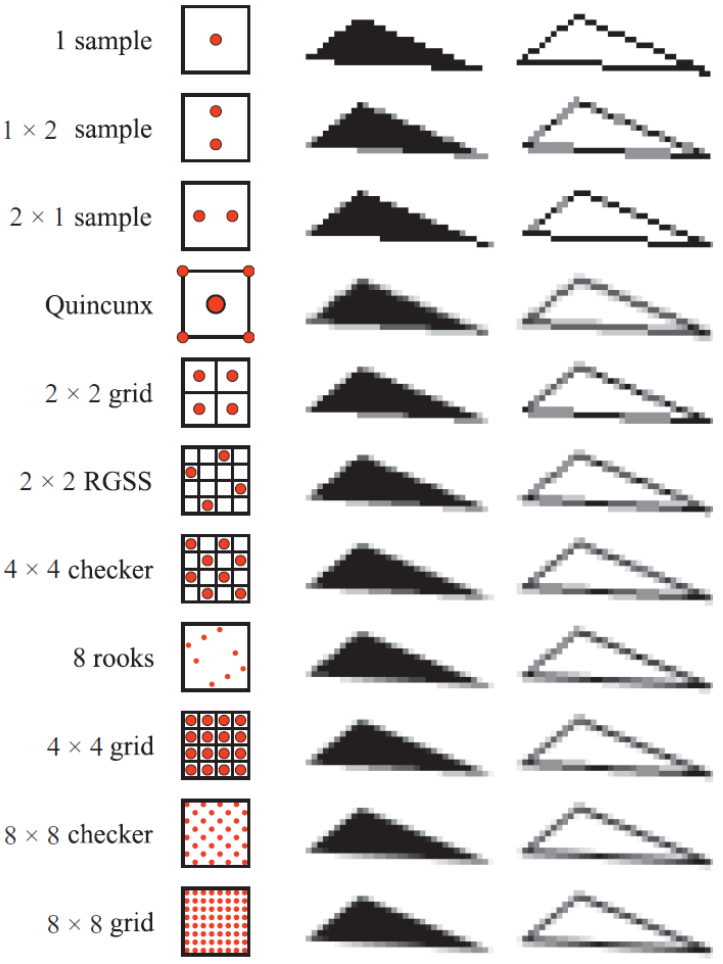 1 sample
1 × 2 sample
2 × 1 sample
Quincunx
2 × 2 grid
2 × 2 RGSS
4 × 4 checker
8 rooks
4 × 4 grid
8 × 8 checker
8 × 8 grid